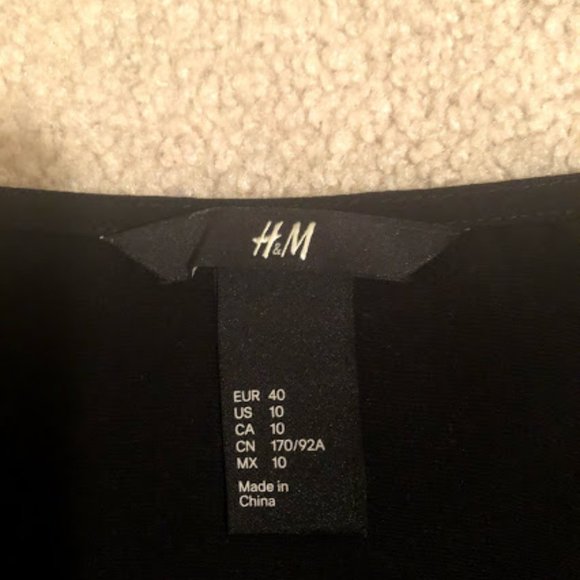 H&M
EUR 40
US 10
CA 10
CN 170/92A
MX 10
Made in
China